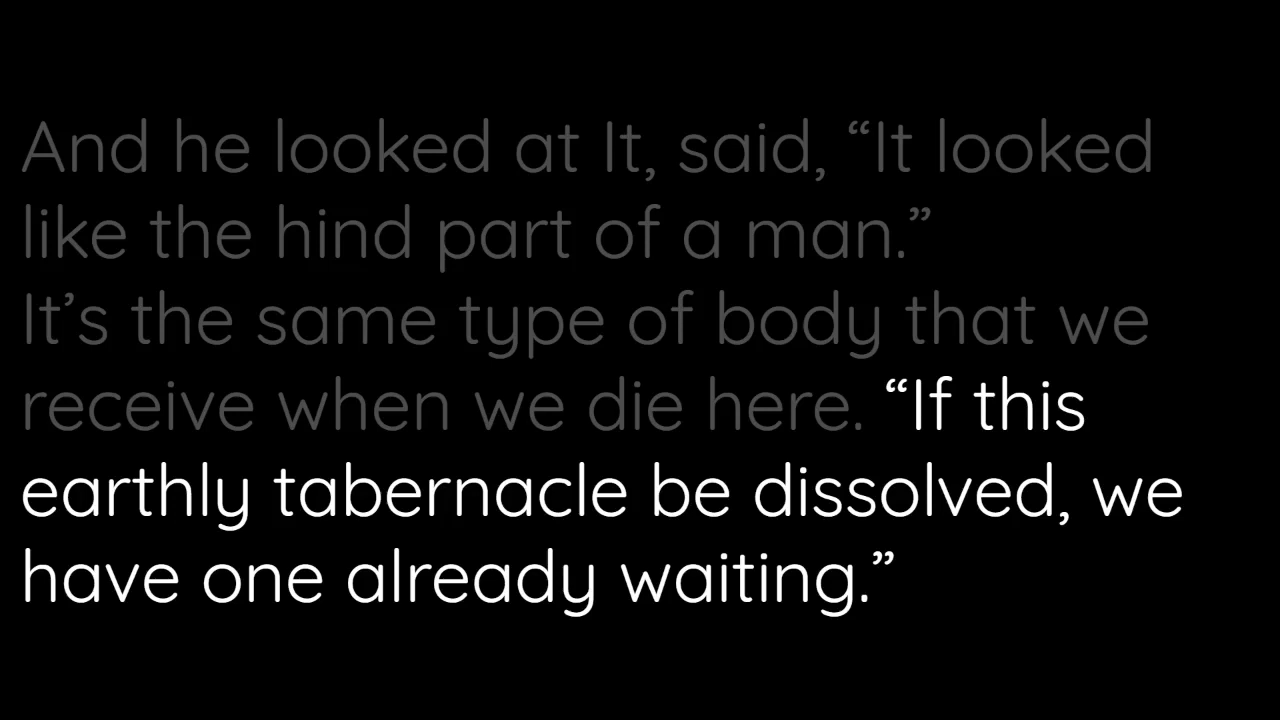 And he looked at It, said, “It looked
like the hind part of a man.”
It’s the same type of body that we
receive when we die here. “If this
earthly tabernacle be dissolved, we
have one already waiting.”